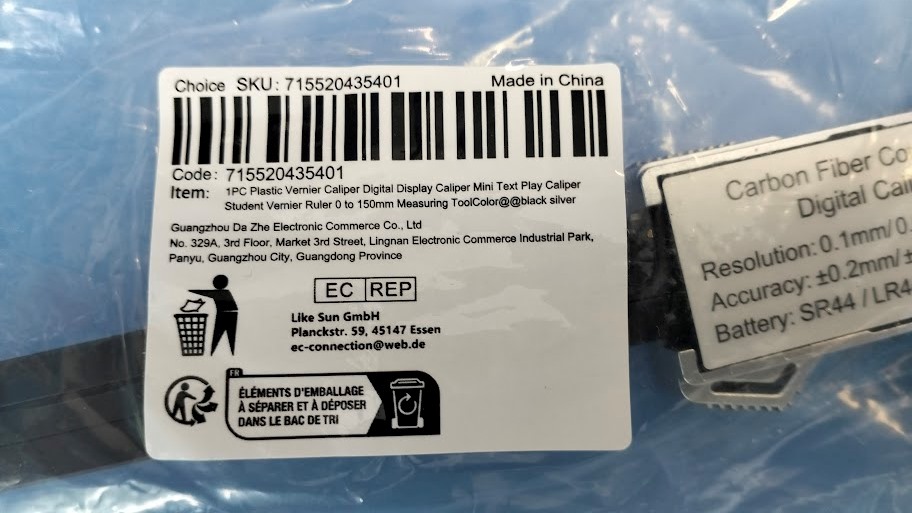 Choice SKU: 715520435401 Made in China
Code: 715520435401
Item: 1PC Plastic Vernier Caliper Digital Display Caliper Mini Text Play Caliper
Student Vernier Ruler 0 to 150mm Measuring ToolColor@@black silver
Guangzhou Da Zhe Electronic Commerce Co., Ltd
No. 329A, 3rd Floor, Market 3rd Street, Lingnan Electronic Commerce Industrial Park,
Panyu, Guangzhou City, Guangdong Province
EC REP
Like Sun GmbH
Planckstr. 59, 45147 Essen
ec-connection@web.de
FR
ÉLÉMENTS D'EMBALLAGE
À SÉPARER ET À DÉPOSER
DANS LE BAC DE TRI
Carbon Fiber
Digital
Resolution: 0.1mm/
Accuracy: ±0.2mm/
Battery: SR44 /